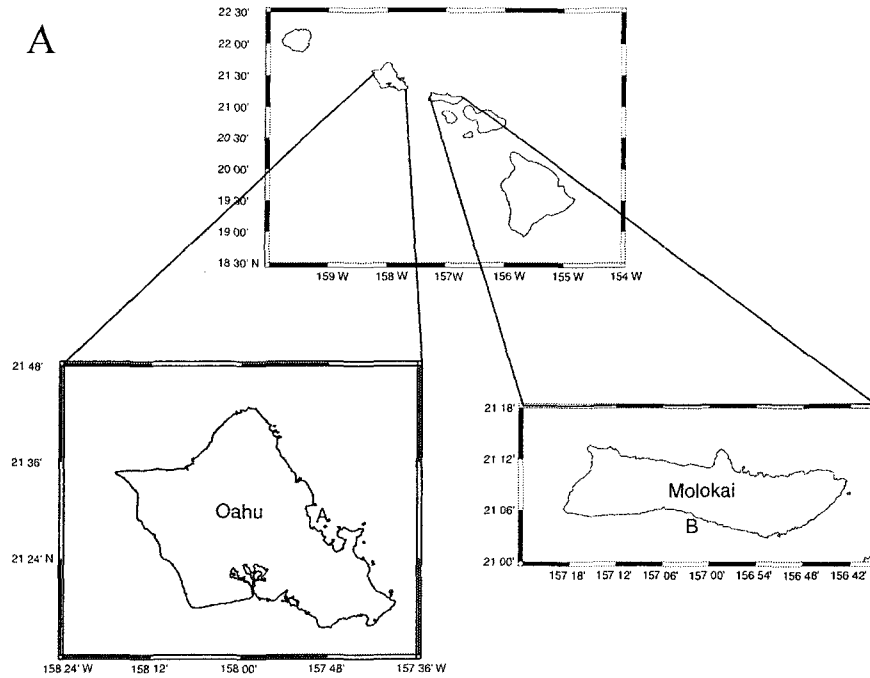 A
22 30'
22 00'
21 30'
21 00'
20 30'
20 00'
19 30'
19 00'
18 30' N
159 W 158 W 157W 156 W 155 W 154 W
21 48'
21 36'
21 24' N
Oahu
A
158 24' W 158 12' 158 00' 157 48' 157 36'
21 18'
21 12'
21 06'
21 00'
Molokai
B
157 18' 157 12' 157 06' 157 00' 156 54' 156 48' 156 42'